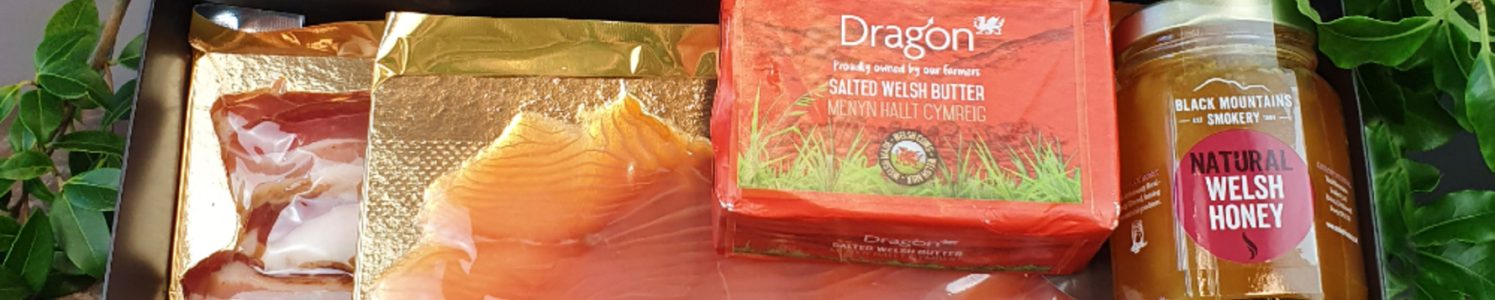 Dragon
Proudly owned by our farmers
SALTED WELSH BUTTER
MENYN HALLT CYMREIG
Dragon
SALTED WELSH BUTTER
BLACK MOUNTAINS
SMOKERY
NATURAL
WELSH
HONEY